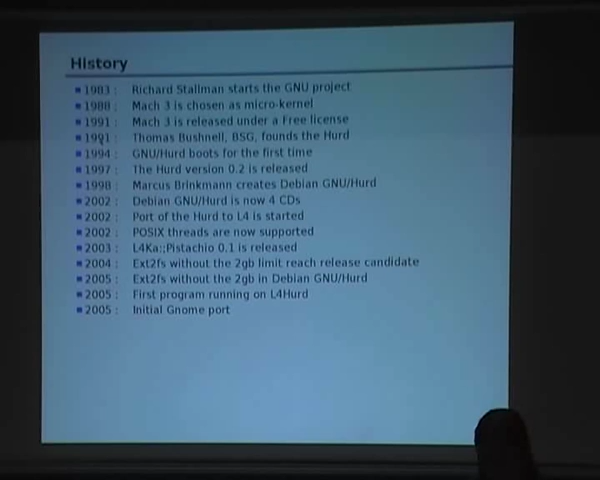 History
1983 : Richard Stallman starts the GNU project
1988 : Mach 3 is chosen as micro-kernel
1991 : Mach 3 is released under a Free license
1991 : Thomas Bushnell, BSG, founds the Hurd
1994 : GNU/Hurd boots for the first time
1997 : The Hurd version 0.2 is released
1998 : Marcus Brinkmann creates Debian GNU/Hurd
2002 : Debian GNU/Hurd is now 4 CDs
2002 : Port of the Hurd to L4 is started
2002 : POSIX threads are now supported
2003 : L4Ka::Pistachio 0.1 is released
2004 : Ext2fs without the 2gb limit reach release candidate
2005 : Ext2fs without the 2gb in Debian GNU/Hurd
2005 : First program running on L4Hurd
2005 : Initial Gnome port